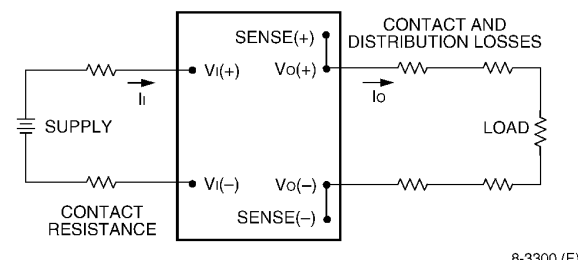 CONTACT AND
DISTRIBUTION LOSSES
SENSE(+)
VI(+)
VO(+)
II
IO
SUPPLY
LOAD
VI(–)
VO(–)
CONTACT
RESISTANCE
SENSE(–)
8-3300 (F)